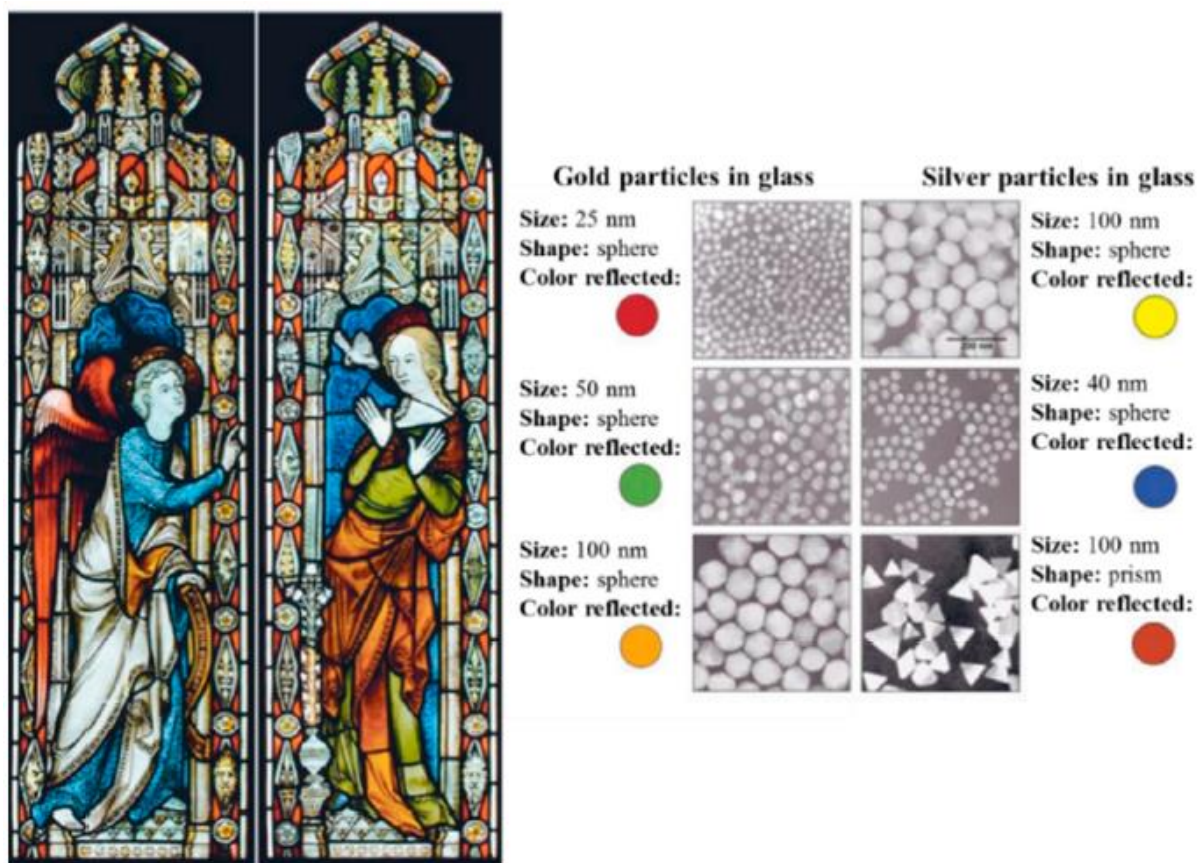 Gold particles in glass
Silver particles in glass
Size: 25 nm
Shape: sphere
Color reflected:
Size: 100 nm
Shape: sphere
Color reflected:
200 nm
Size: 50 nm
Shape: sphere
Color reflected:
Size: 40 nm
Shape: sphere
Color reflected:
Size: 100 nm
Shape: sphere
Color reflected:
Size: 100 nm
Shape: prism
Color reflected: